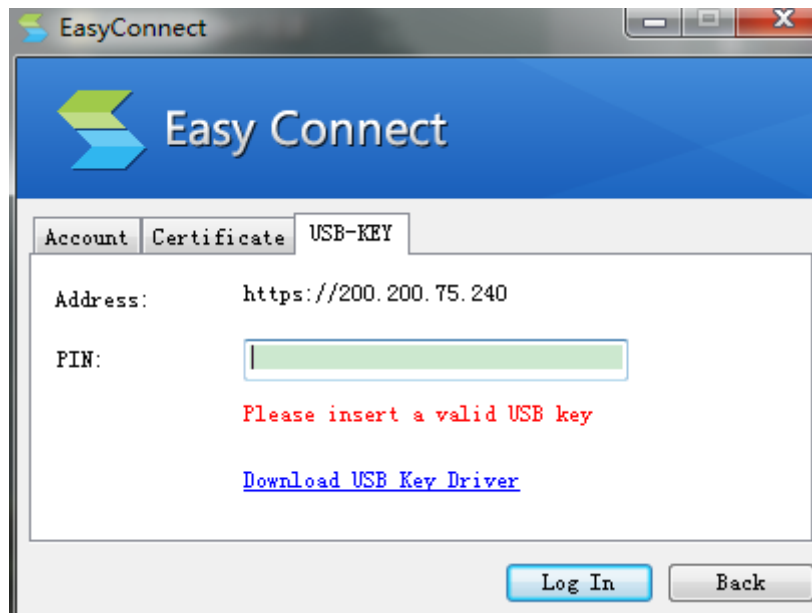 EasyConnect
Easy Connect
Account Certificate USB-KEY
Address: https://200.200.75.240
PIN:
Please insert a valid USB key
Download USB Key Driver
Log In Back